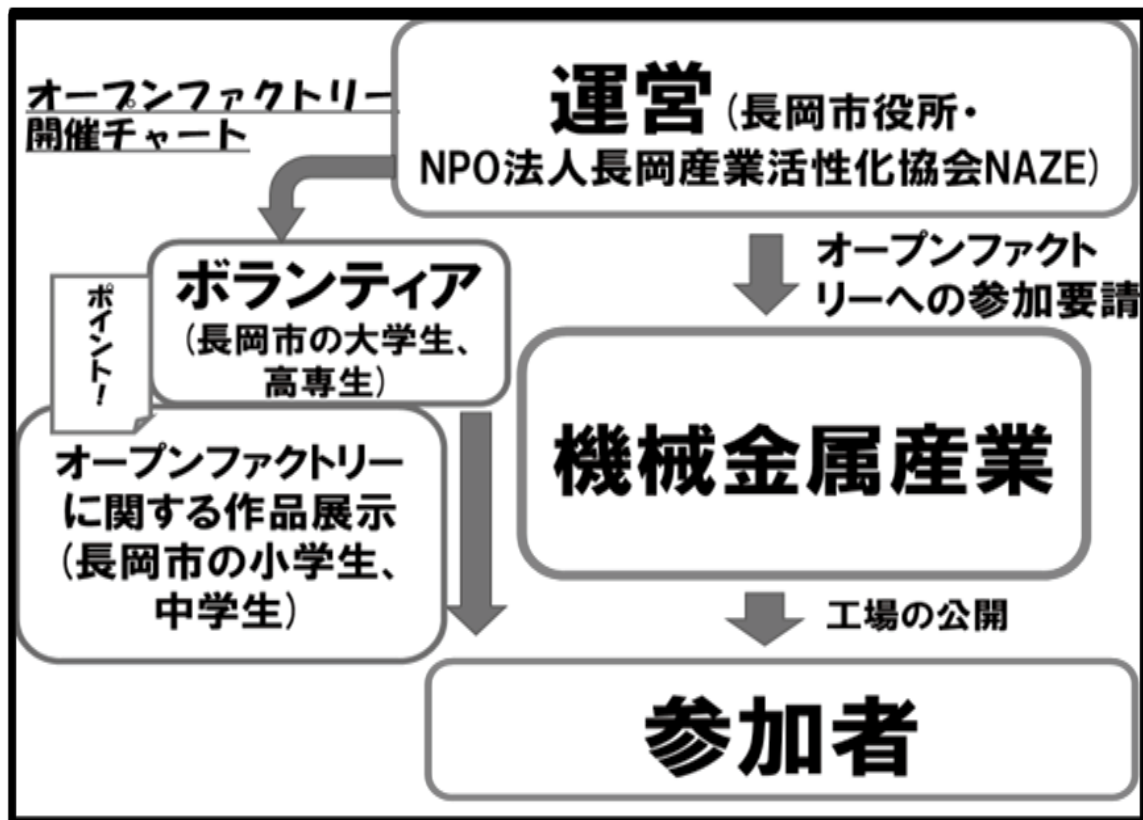 オープンファクトリー
開催チャート
運営(長岡市役所・
NPO法人長岡産業活性化協会NAZE)
オープンファクト
リーへの参加要請
ボランティア
(長岡市の大学生、
高専生)
ポイント！
オープンファクトリー
に関する作品展示
(長岡市の小学生、
中学生)
機械金属産業
工場の公開
参加者